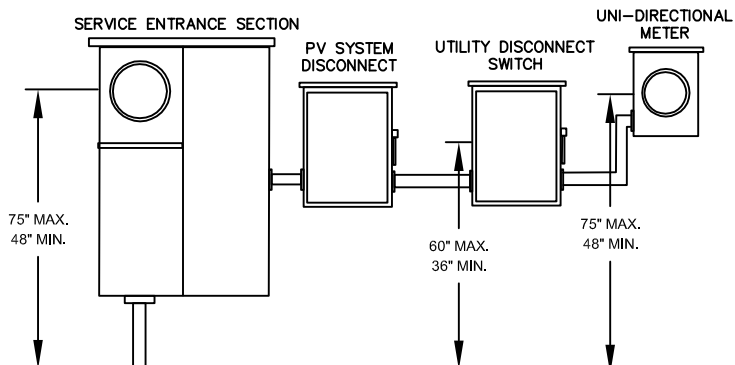 SERVICE ENTRANCE SECTION
PV SYSTEM
DISCONNECT
UTILITY DISCONNECT
SWITCH
UNI-DIRECTIONAL
METER
75" MAX.
48" MIN.
60" MAX.
36" MIN.
75" MAX.
48" MIN.